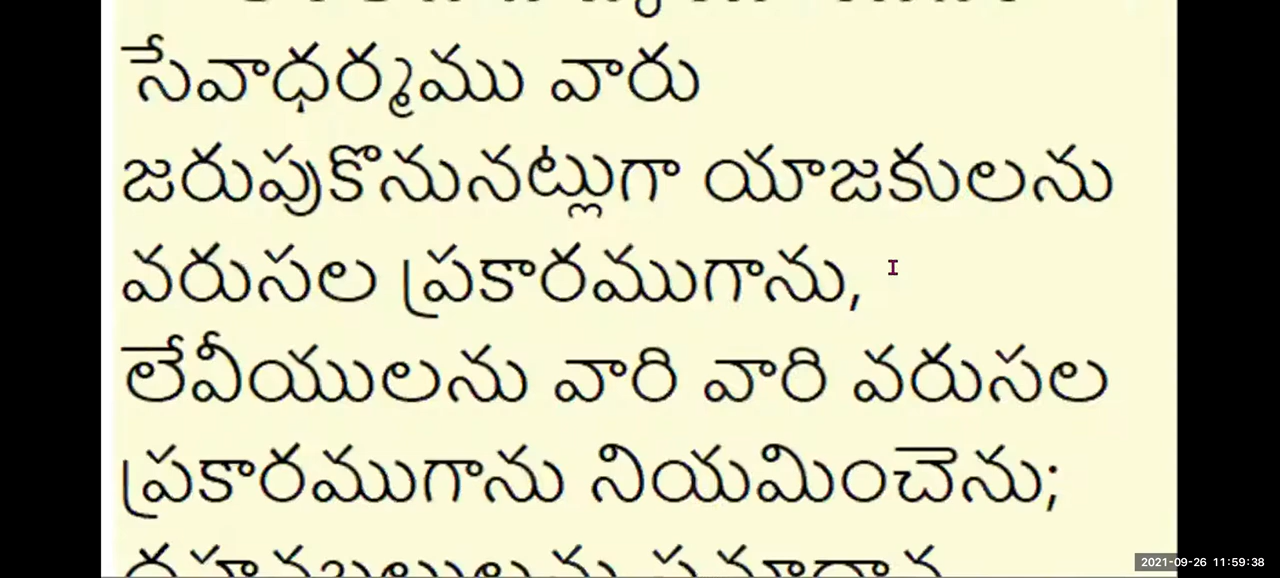 సేవాధర్మము వారు
జరుపుకొనునట్లుగా యాజకులను
వరుసల ప్రకారముగాను,
లేవీయులను వారి వారి వరుసల
ప్రకారముగాను నియమించెను;
2021-09-26 11:59:38